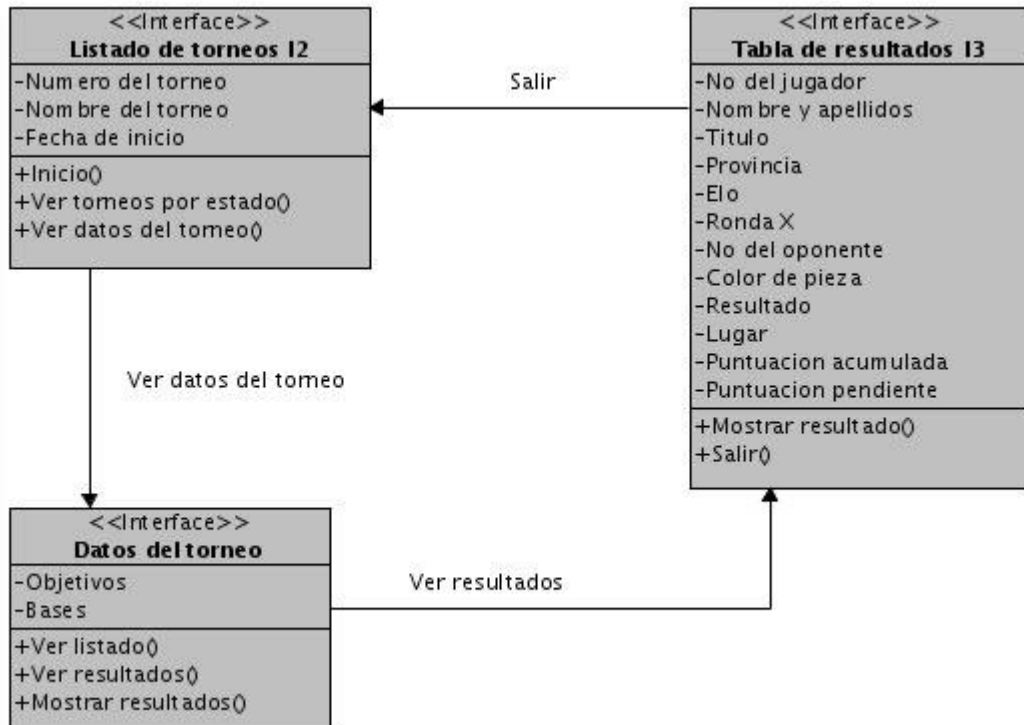 <<Interface>>
Listado de torneos I2
-Numero del torneo
-Nombre del torneo
-Fecha de inicio
+Inicio()
+Ver torneos por estado()
+Ver datos del torneo()
Salir
<<Interface>>
Tabla de resultados I3
-No del jugador
-Nombre y apellidos
-Titulo
-Provincia
-Elo
-Ronda X
-No del oponente
-Color de pieza
-Resultado
-Lugar
-Puntuacion acumulada
-Puntuacion pendiente
+Mostrar resultado()
+Salir()
Ver datos del torneo
<<Interface>>
Datos del torneo
-Objetivos
-Bases
+Ver listado()
+Ver resultados()
+Mostrar resultados()
Ver resultados